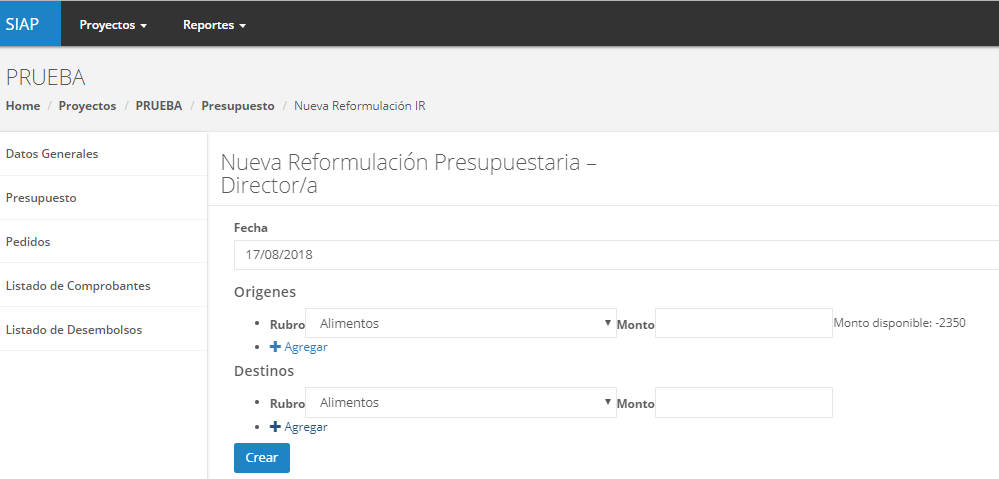 SIAP Proyectos Reportes
PRUEBA
Home / Proyectos / PRUEBA / Presupuesto / Nueva Reformulación IR
Datos Generales
Presupuesto
Pedidos
Listado de Comprobantes
Listado de Desembolsos
Nueva Reformulación Presupuestaria –
Director/a
Fecha
17/08/2018
Origenes
• Rubro Alimentos Monto Monto disponible: -2350
• + Agregar
Destinos
• Rubro Alimentos Monto
• + Agregar
Crear